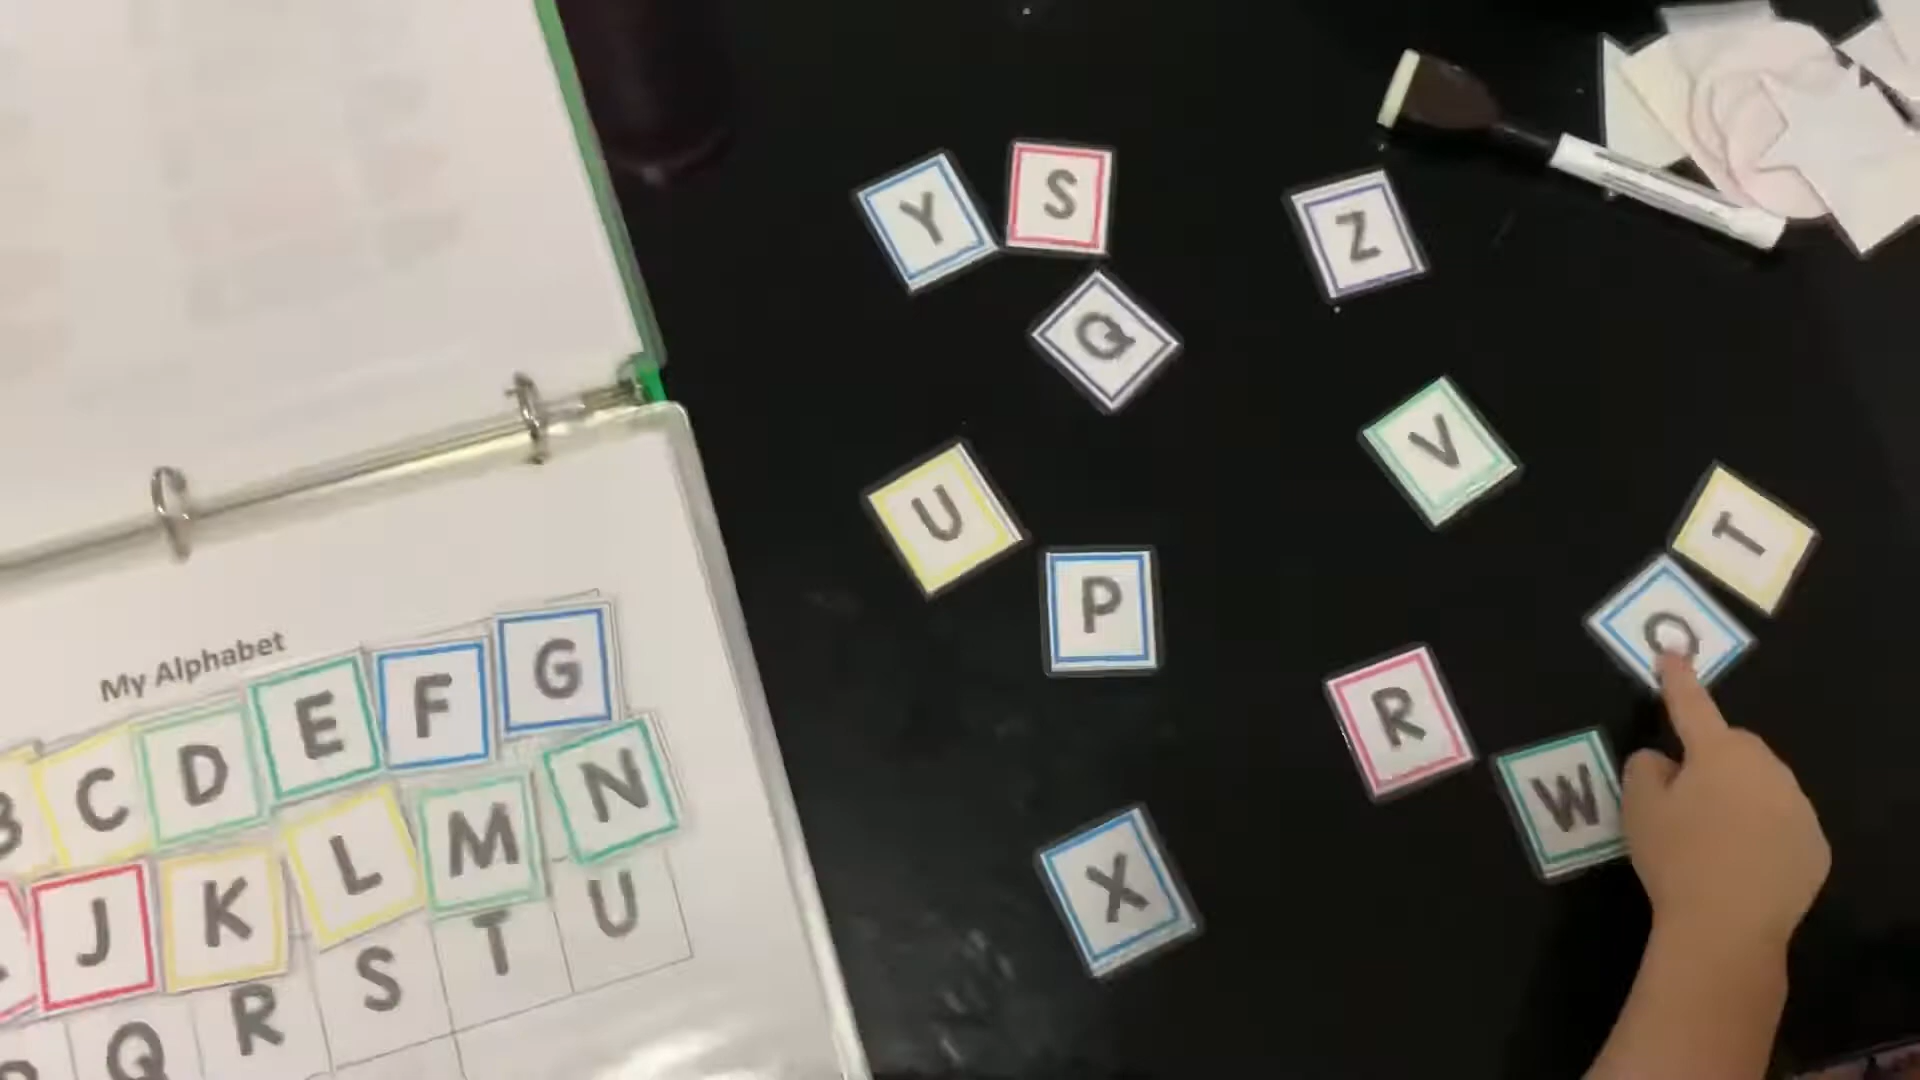 My Alphabet
B C D E F G
J K L M N
Q R S T U
Y S Z
Q
V
U T
P O
R
W
X